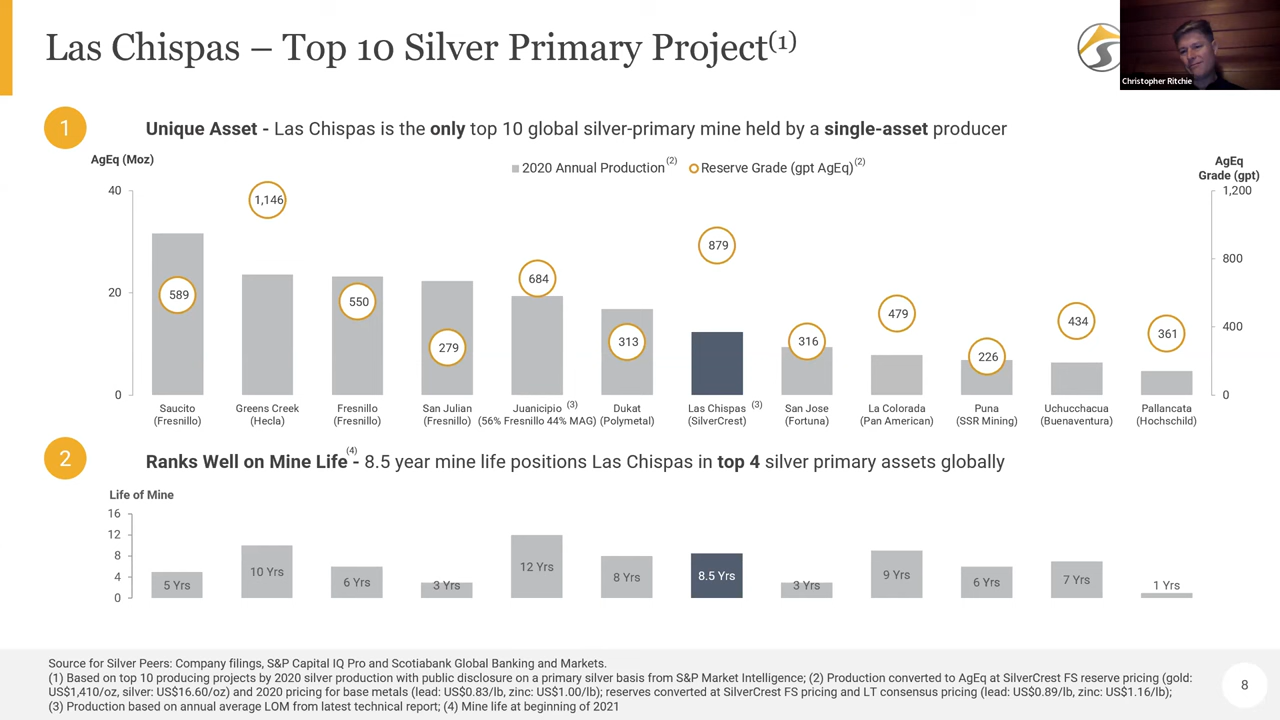 Las Chispas – Top 10 Silver Primary Project(1)
Christopher Ritchie
1
Unique Asset - Las Chispas is the only top 10 global silver-primary mine held by a single-asset producer
AgEq (Moz)
2020 Annual Production(2)
Reserve Grade (gpt AgEq)(2)
AgEq
Grade (gpt)
40
20
0
1,200
800
400
0
589
1,146
550
279
684
313
879
316
479
226
434
361
Saucito
(Fresnillo)
Greens Creek
(Hecla)
Fresnillo
(Fresnillo)
San Julian
(Fresnillo)
Juanicipio (3)
(56% Fresnillo 44% MAG)
Dukat
(Polymetal)
Las Chispas (3)
(SilverCrest)
San Jose
(Fortuna)
La Colorada
(Pan American)
Puna
(SSR Mining)
Uchucchacua
(Buenaventura)
Pallancata
(Hochschild)
2
Ranks Well on Mine Life(4) - 8.5 year mine life positions Las Chispas in top 4 silver primary assets globally
Life of Mine
16
12
8
4
0
5 Yrs
10 Yrs
6 Yrs
3 Yrs
12 Yrs
8 Yrs
8.5 Yrs
3 Yrs
9 Yrs
6 Yrs
7 Yrs
1 Yrs
Source for Silver Peers: Company filings, S&P Capital IQ Pro and Scotiabank Global Banking and Markets.
(1) Based on top 10 producing projects by 2020 silver production with public disclosure on a primary silver basis from S&P Market Intelligence; (2) Production converted to AgEq at SilverCrest FS reserve pricing (gold:
US$1,410/oz, silver: US$16.60/oz) and 2020 pricing for base metals (lead: US$0.83/lb, zinc: US$1.00/lb); reserves converted at SilverCrest FS pricing and LT consensus pricing (lead: US$0.89/lb, zinc: US$1.16/lb);
(3) Production based on annual average LOM from latest technical report; (4) Mine life at beginning of 2021
8